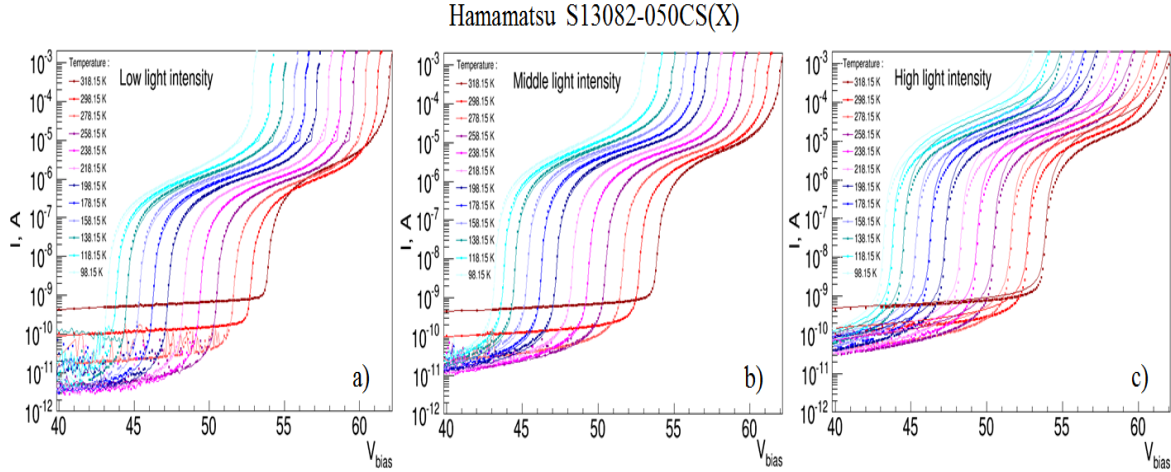 Hamamatsu S13082-050CS(X)
Temperature :
318.15 K
298.15 K
278.15 K
258.15 K
238.15 K
218.15 K
198.15 K
178.15 K
158.15 K
138.15 K
118.15 K
98.15 K
Low light intensity
I, A
10⁻³
10⁻⁴
10⁻⁵
10⁻⁶
10⁻⁷
10⁻⁸
10⁻⁹
10⁻¹⁰
10⁻¹¹
10⁻¹²
a)
40 45 50 55 60
V_bias
Temperature :
318.15 K
298.15 K
278.15 K
258.15 K
238.15 K
218.15 K
198.15 K
178.15 K
158.15 K
138.15 K
118.15 K
98.15 K
Middle light intensity
I, A
10⁻³
10⁻⁴
10⁻⁵
10⁻⁶
10⁻⁷
10⁻⁸
10⁻⁹
10⁻¹⁰
10⁻¹¹
10⁻¹²
b)
40 45 50 55 60
V_bias
Temperature :
318.15 K
298.15 K
278.15 K
258.15 K
238.15 K
218.15 K
198.15 K
178.15 K
158.15 K
138.15 K
118.15 K
98.15 K
High light intensity
I, A
10⁻³
10⁻⁴
10⁻⁵
10⁻⁶
10⁻⁷
10⁻⁸
10⁻⁹
10⁻¹⁰
10⁻¹¹
10⁻¹²
c)
40 45 50 55 60
V_bias